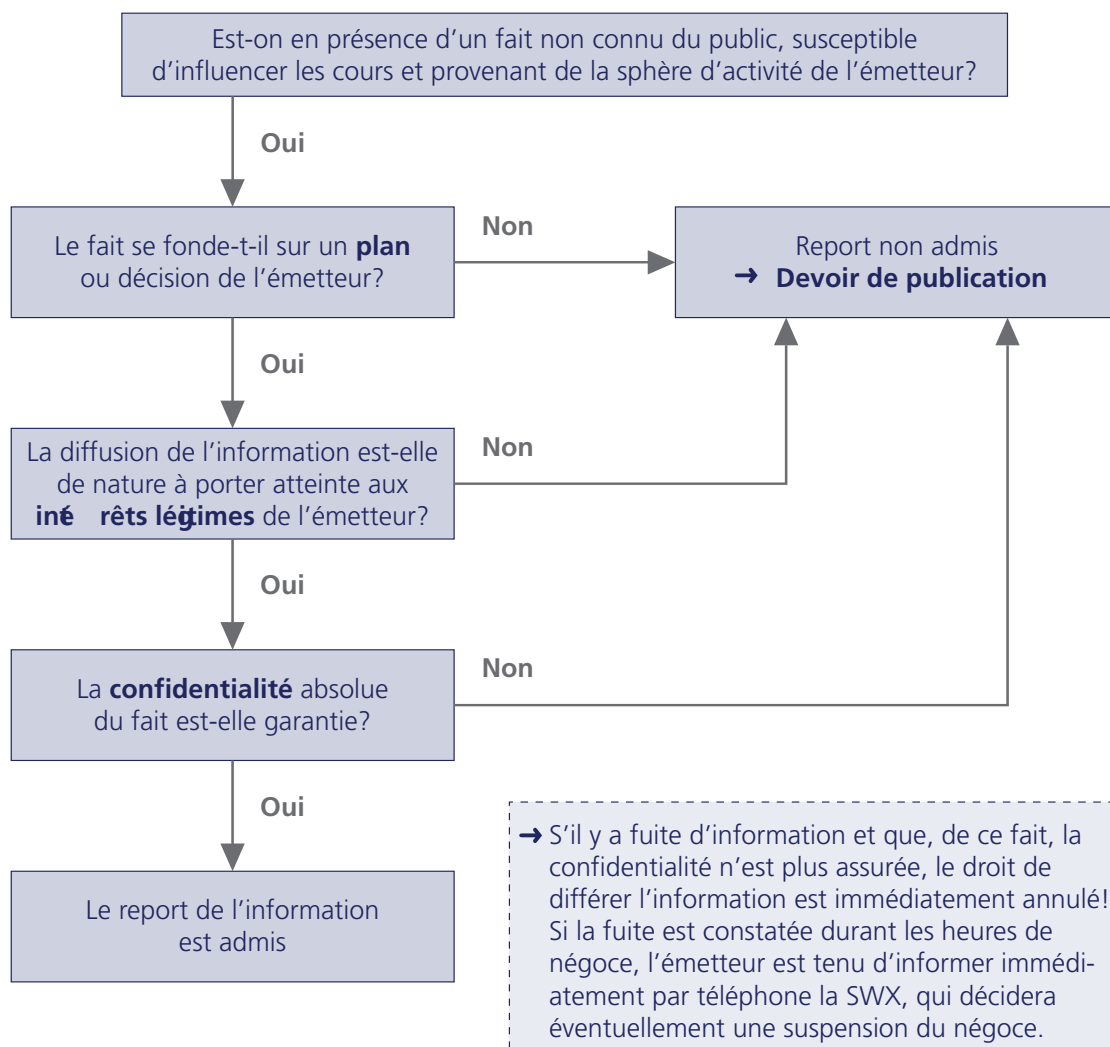 Est-on en présence d'un fait non connu du public, susceptible
d'influencer les cours et provenant de la sphère d'activité de l'émetteur?
Oui
Le fait se fonde-t-il sur un plan
ou décision de l'émetteur?
Non
Report non admis
➜ Devoir de publication
Oui
La diffusion de l'information est-elle
de nature à porter atteinte aux
inté rêts légitimes de l'émetteur?
Non
Oui
La confidentialité absolue
du fait est-elle garantie?
Non
Oui
Le report de l'information
est admis
➜ S'il y a fuite d'information et que, de ce fait, la
confidentialité n'est plus assurée, le droit de
différer l'information est immédiatement annulé!
Si la fuite est constatée durant les heures de
négoce, l'émetteur est tenu d'informer immédi-
atement par téléphone la SWX, qui décidera
éventuellement une suspension du négoce.